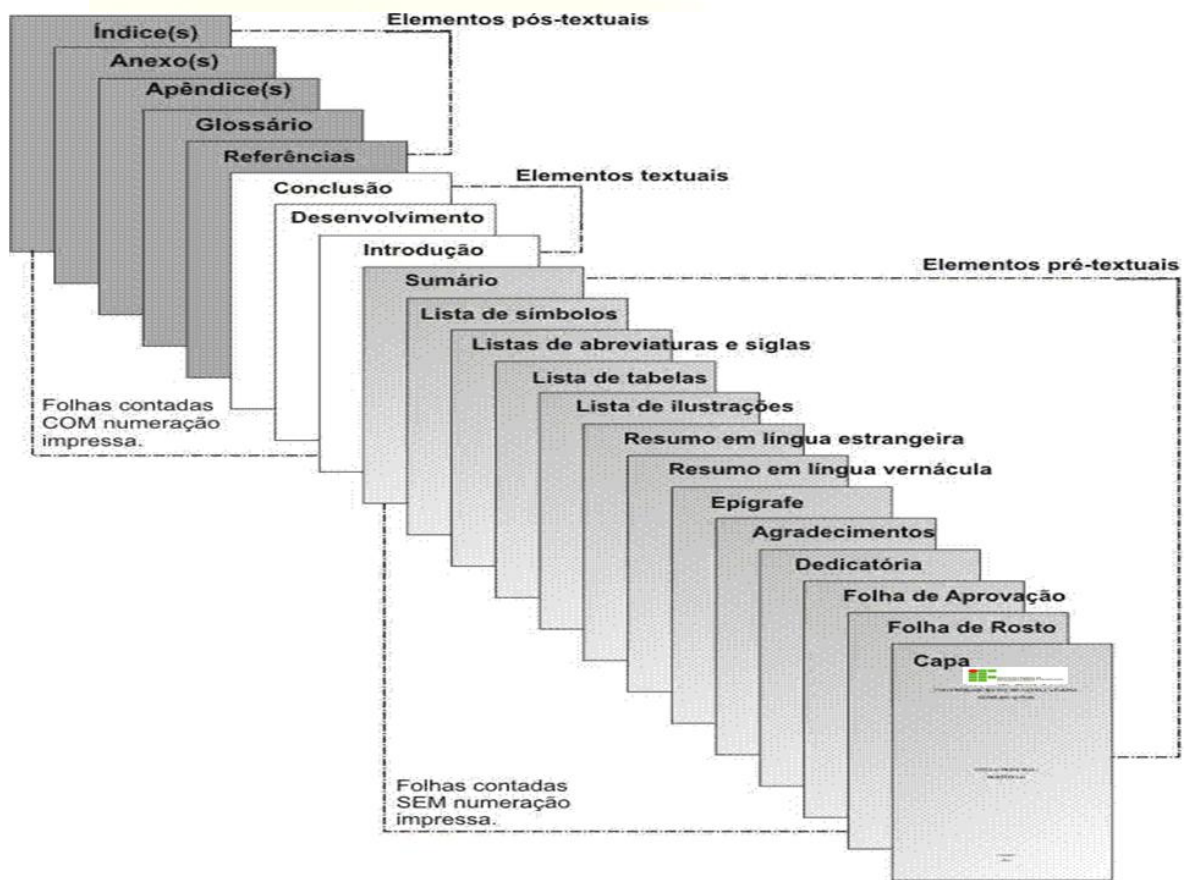 Elementos pós-textuais
Índice(s)
Anexo(s)
Apêndice(s)
Glossário
Referências
Elementos textuais
Conclusão
Desenvolvimento
Introdução
Elementos pré-textuais
Sumário
Lista de símbolos
Listas de abreviaturas e siglas
Lista de tabelas
Folhas contadas
COM numeração
impressa.
Lista de ilustrações
Resumo em língua estrangeira
Resumo em língua vernácula
Epígrafe
Agradecimentos
Dedicatória
Folha de Aprovação
Folha de Rosto
Capa
Folhas contadas
SEM numeração
impressa.